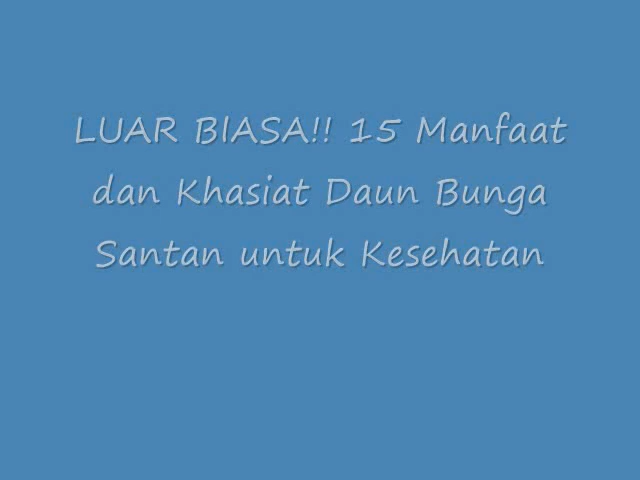 LUAR BIASA!! 15 Manfaat
dan Khasiat Daun Bunga
Santan untuk Kesehatan